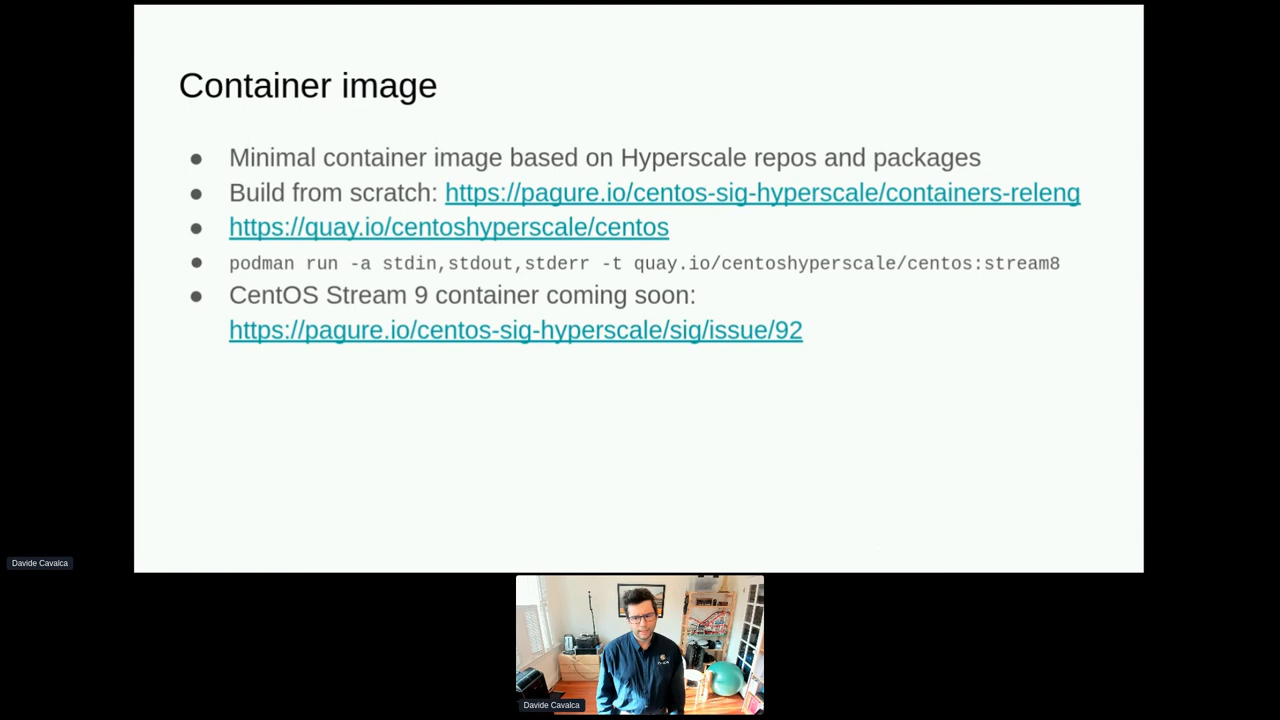 Container image
● Minimal container image based on Hyperscale repos and packages
● Build from scratch: https://pagure.io/centos-sig-hyperscale/containers-releng
● https://quay.io/centoshyperscale/centos
● podman run -a stdin,stdout,stderr -t quay.io/centoshyperscale/centos:stream8
● CentOS Stream 9 container coming soon:
https://pagure.io/centos-sig-hyperscale/sig/issue/92
Davide Cavalca
Davide Cavalca